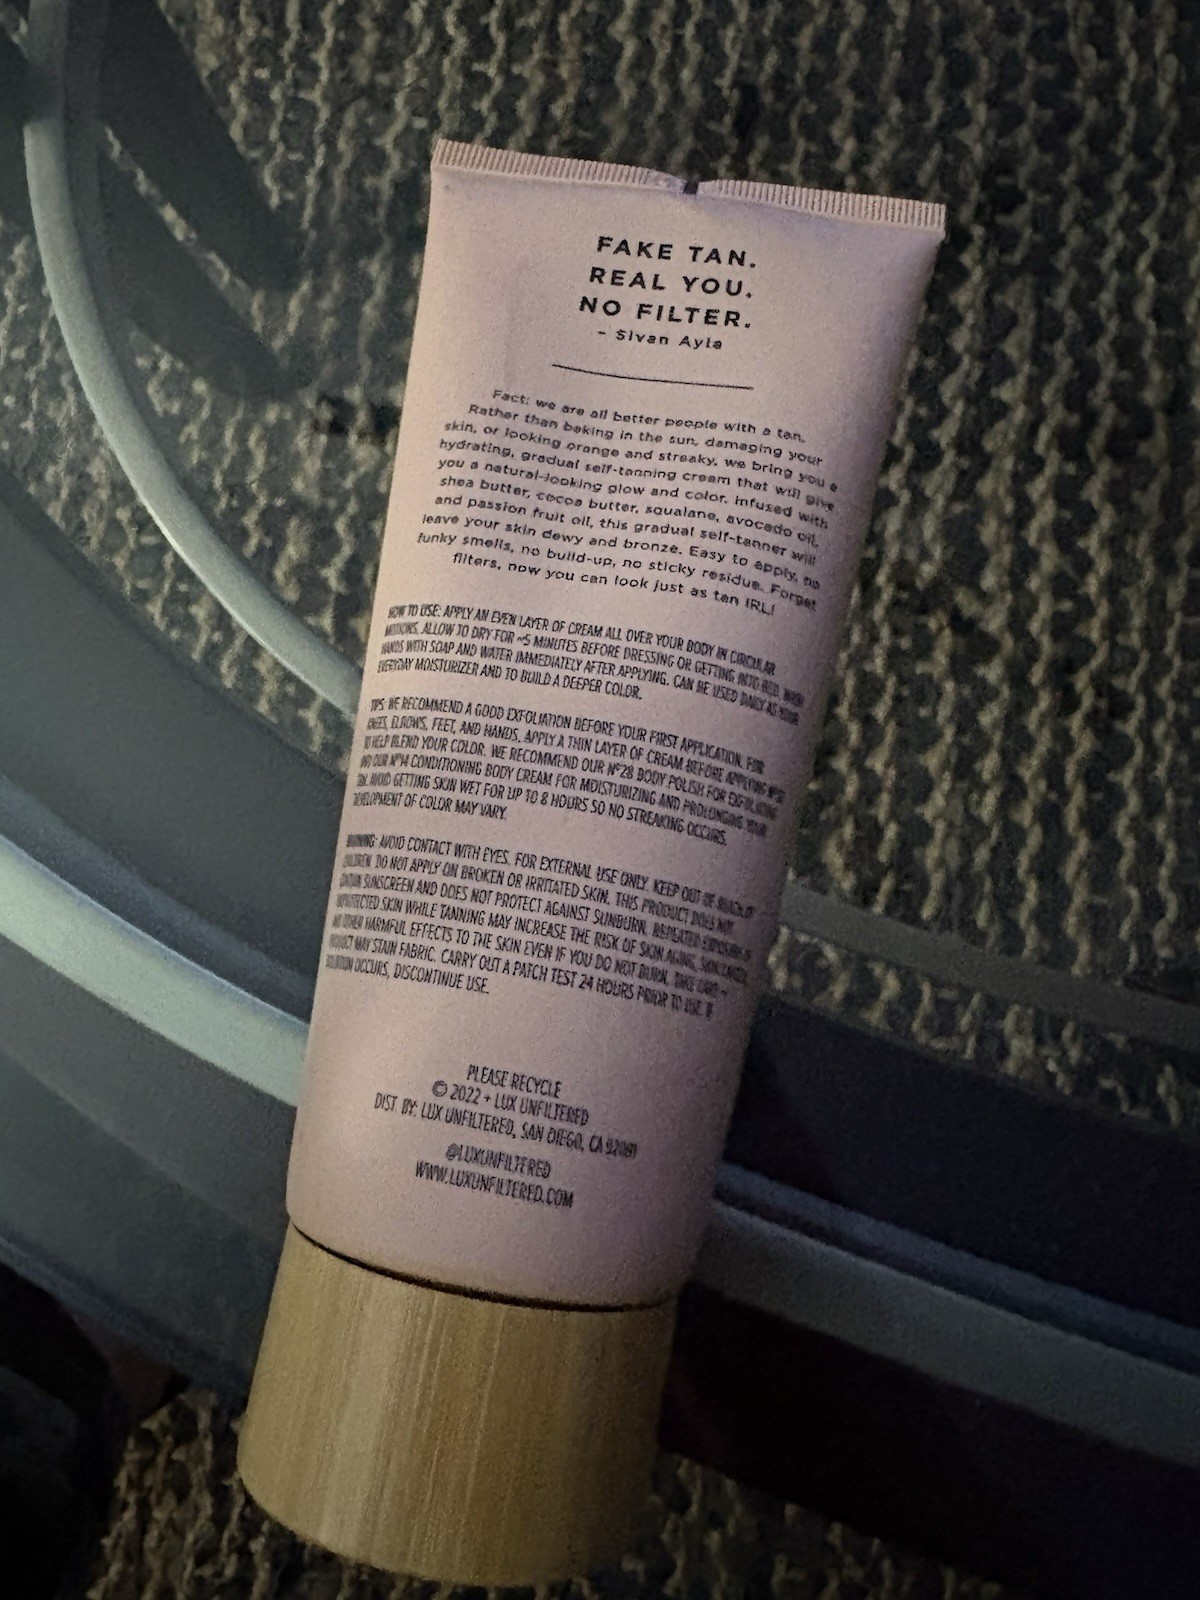 FAKE TAN.
REAL YOU.
NO FILTER.
- Sivan Ayla
Fact: we are all better people with a tan.
Rather than baking in the sun, damaging your
skin, or looking orange and streaky, we bring you a
hydrating, gradual self-tanning cream that will give
you a natural-looking glow and color. Infused with
shea butter, cocoa butter, squalane, avocado oil,
and passion fruit oil, this gradual self-tanner will
leave your skin dewy and bronze. Easy to apply, no
funky smells, no build-up, no sticky residue. Forget
filters, now you can look just as tan IRL!
HOW TO USE: APPLY AN EVEN LAYER OF CREAM ALL OVER YOUR BODY IN CIRCULAR
MOTIONS. ALLOW TO DRY FOR ~5 MINUTES BEFORE DRESSING OR GETTING INTO BED. WASH
HANDS WITH SOAP AND WATER IMMEDIATELY AFTER APPLYING. CAN BE USED DAILY AS YOUR
EVERYDAY MOISTURIZER AND TO BUILD A DEEPER COLOR.
TIPS: WE RECOMMEND A GOOD EXFOLIATION BEFORE YOUR FIRST APPLICATION. FOR
KNEES, ELBOWS, FEET, AND HANDS, APPLY A THIN LAYER OF CREAM BEFORE APPLYING
TO HELP BLEND YOUR COLOR. WE RECOMMEND OUR Nº28 BODY POLISH FOR EXFOLIATING
AND OUR Nº14 CONDITIONING BODY CREAM FOR MOISTURIZING AND PROLONGING YOUR
TAN. AVOID GETTING SKIN WET FOR UP TO 8 HOURS SO NO STREAKING OCCURS.
DEVELOPMENT OF COLOR MAY VARY.
WARNING: AVOID CONTACT WITH EYES. FOR EXTERNAL USE ONLY. KEEP OUT OF REACH OF
CHILDREN. DO NOT APPLY ON BROKEN OR IRRITATED SKIN. THIS PRODUCT DOES NOT
CONTAIN SUNSCREEN AND DOES NOT PROTECT AGAINST SUNBURN. REPEATED EXPOSURE OF
UNPROTECTED SKIN WHILE TANNING MAY INCREASE THE RISK OF SKIN AGING, SKIN CANCER,
AND OTHER HARMFUL EFFECTS TO THE SKIN EVEN IF YOU DO NOT BURN. TAKE CARE –
PRODUCT MAY STAIN FABRIC. CARRY OUT A PATCH TEST 24 HOURS PRIOR TO USE. IF
OCCURS, DISCONTINUE USE.
PLEASE RECYCLE
© 2022 + LUX UNFILTERED
DIST. BY: LUX UNFILTERED, SAN DIEGO, CA 92081
@LUXUNFILTERED
WWW.LUXUNFILTERED.COM